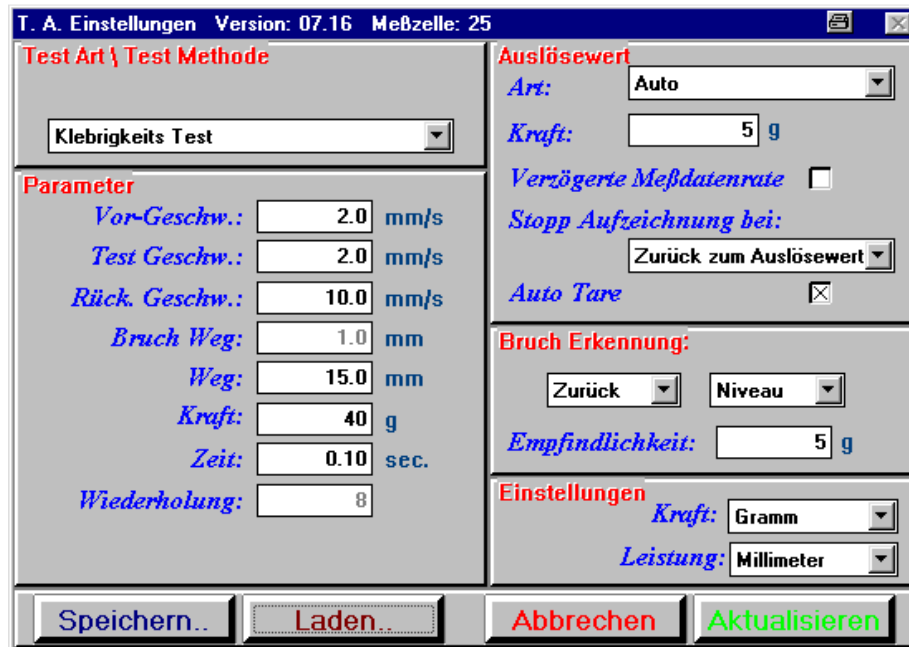 T. A. Einstellungen Version: 07.16 Meßzelle: 25
Test Art \ Test Methode
Klebrigkeits Test
Parameter
Vor-Geschw.: 2.0 mm/s
Test Geschw.: 2.0 mm/s
Rück. Geschw.: 10.0 mm/s
Bruch Weg: 1.0 mm
Weg: 15.0 mm
Kraft: 40 g
Zeit: 0.10 sec.
Wiederholung: 8
Auslösewert
Art: Auto
Kraft: 5 g
Verzögerte Meßdatenrate
Stopp Aufzeichnung bei:
Zurück zum Auslösewert
Auto Tare
Bruch Erkennung:
Zurück Niveau
Empfindlichkeit: 5 g
Einstellungen
Kraft: Gramm
Leistung: Millimeter
Speichern.. Laden.. Abbrechen Aktualisieren